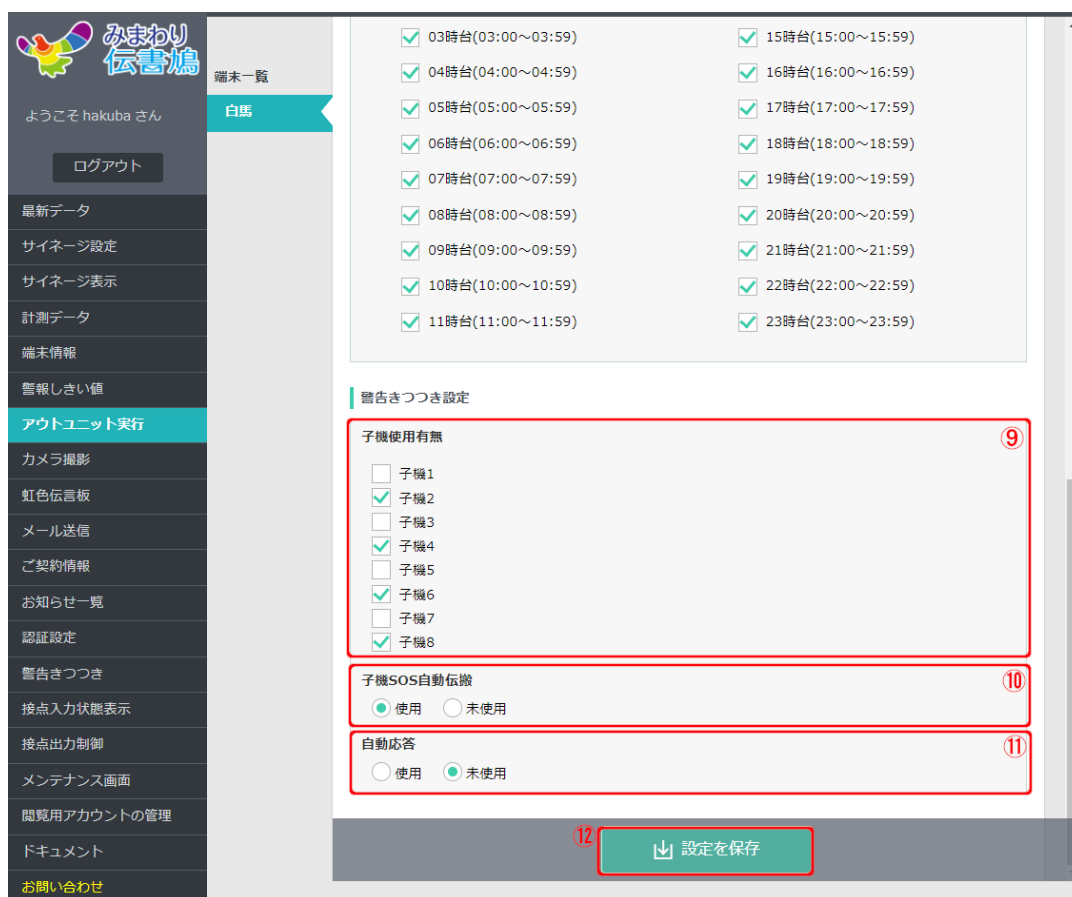 みまわり
伝書鳩
ようこそ hakuba さん
ログアウト
最新データ
サイネージ設定
サイネージ表示
計測データ
端末情報
警報しきい値
アウトユニット実行
カメラ撮影
虹色伝言板
メール送信
ご契約情報
お知らせ一覧
認証設定
警告きつつき
接点入力状態表示
接点出力制御
メンテナンス画面
閲覧用アカウントの管理
ドキュメント
お問い合わせ
端末一覧
白馬
03時台(03:00～03:59)
15時台(15:00～15:59)
04時台(04:00～04:59)
16時台(16:00～16:59)
05時台(05:00～05:59)
17時台(17:00～17:59)
06時台(06:00～06:59)
18時台(18:00～18:59)
07時台(07:00～07:59)
19時台(19:00～19:59)
08時台(08:00～08:59)
20時台(20:00～20:59)
09時台(09:00～09:59)
21時台(21:00～21:59)
10時台(10:00～10:59)
22時台(22:00～22:59)
11時台(11:00～11:59)
23時台(23:00～23:59)
警告きつつき設定
子機使用有無 ⑨
子機1
子機2
子機3
子機4
子機5
子機6
子機7
子機8
子機SOS自動伝搬 ⑩
使用 未使用
自動応答 ⑪
使用 未使用
⑫ 設定を保存